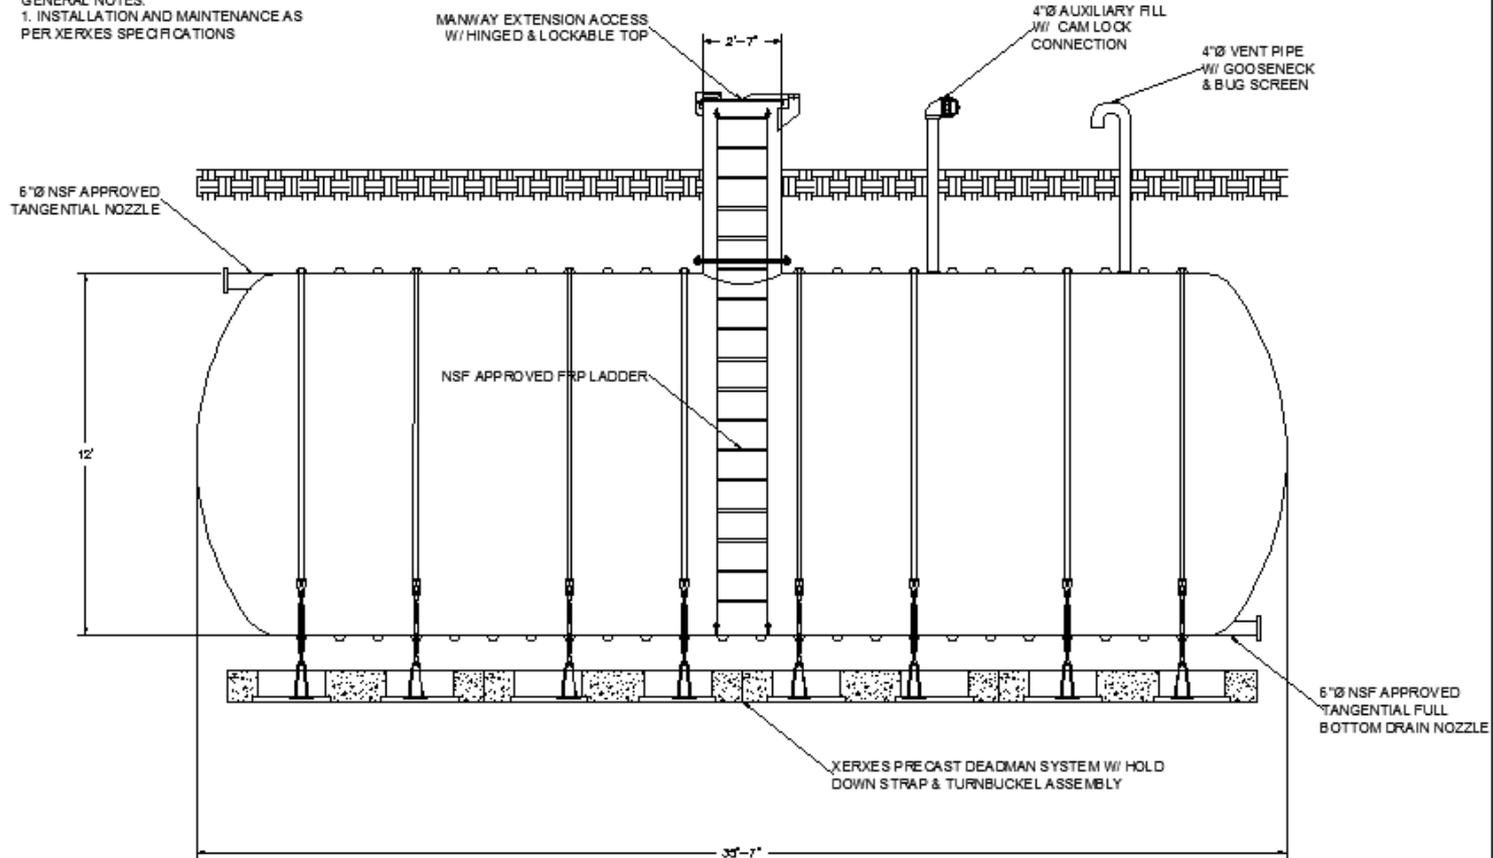 GENERAL NOTES:
1. INSTALLATION AND MAINTENANCE AS
PER XERXES SPECIFICATIONS
MANWAY EXTENSION ACCESS
W/ HINGED & LOCKABLE TOP
2'-7"
4"Ø AUXILIARY FILL
W/ CAM LOCK
CONNECTION
4"Ø VENT PIPE
W/ GOOSENECK
& BUG SCREEN
6"Ø NSF APPROVED
TANGENTIAL NOZZLE
NSF APPROVED FRP LADDER
12'
6"Ø NSF APPROVED
TANGENTIAL FULL
BOTTOM DRAIN NOZZLE
XERXES PRECAST DEADMAN SYSTEM W/ HOLD
DOWN STRAP & TURNBUCKEL ASSEMBLY